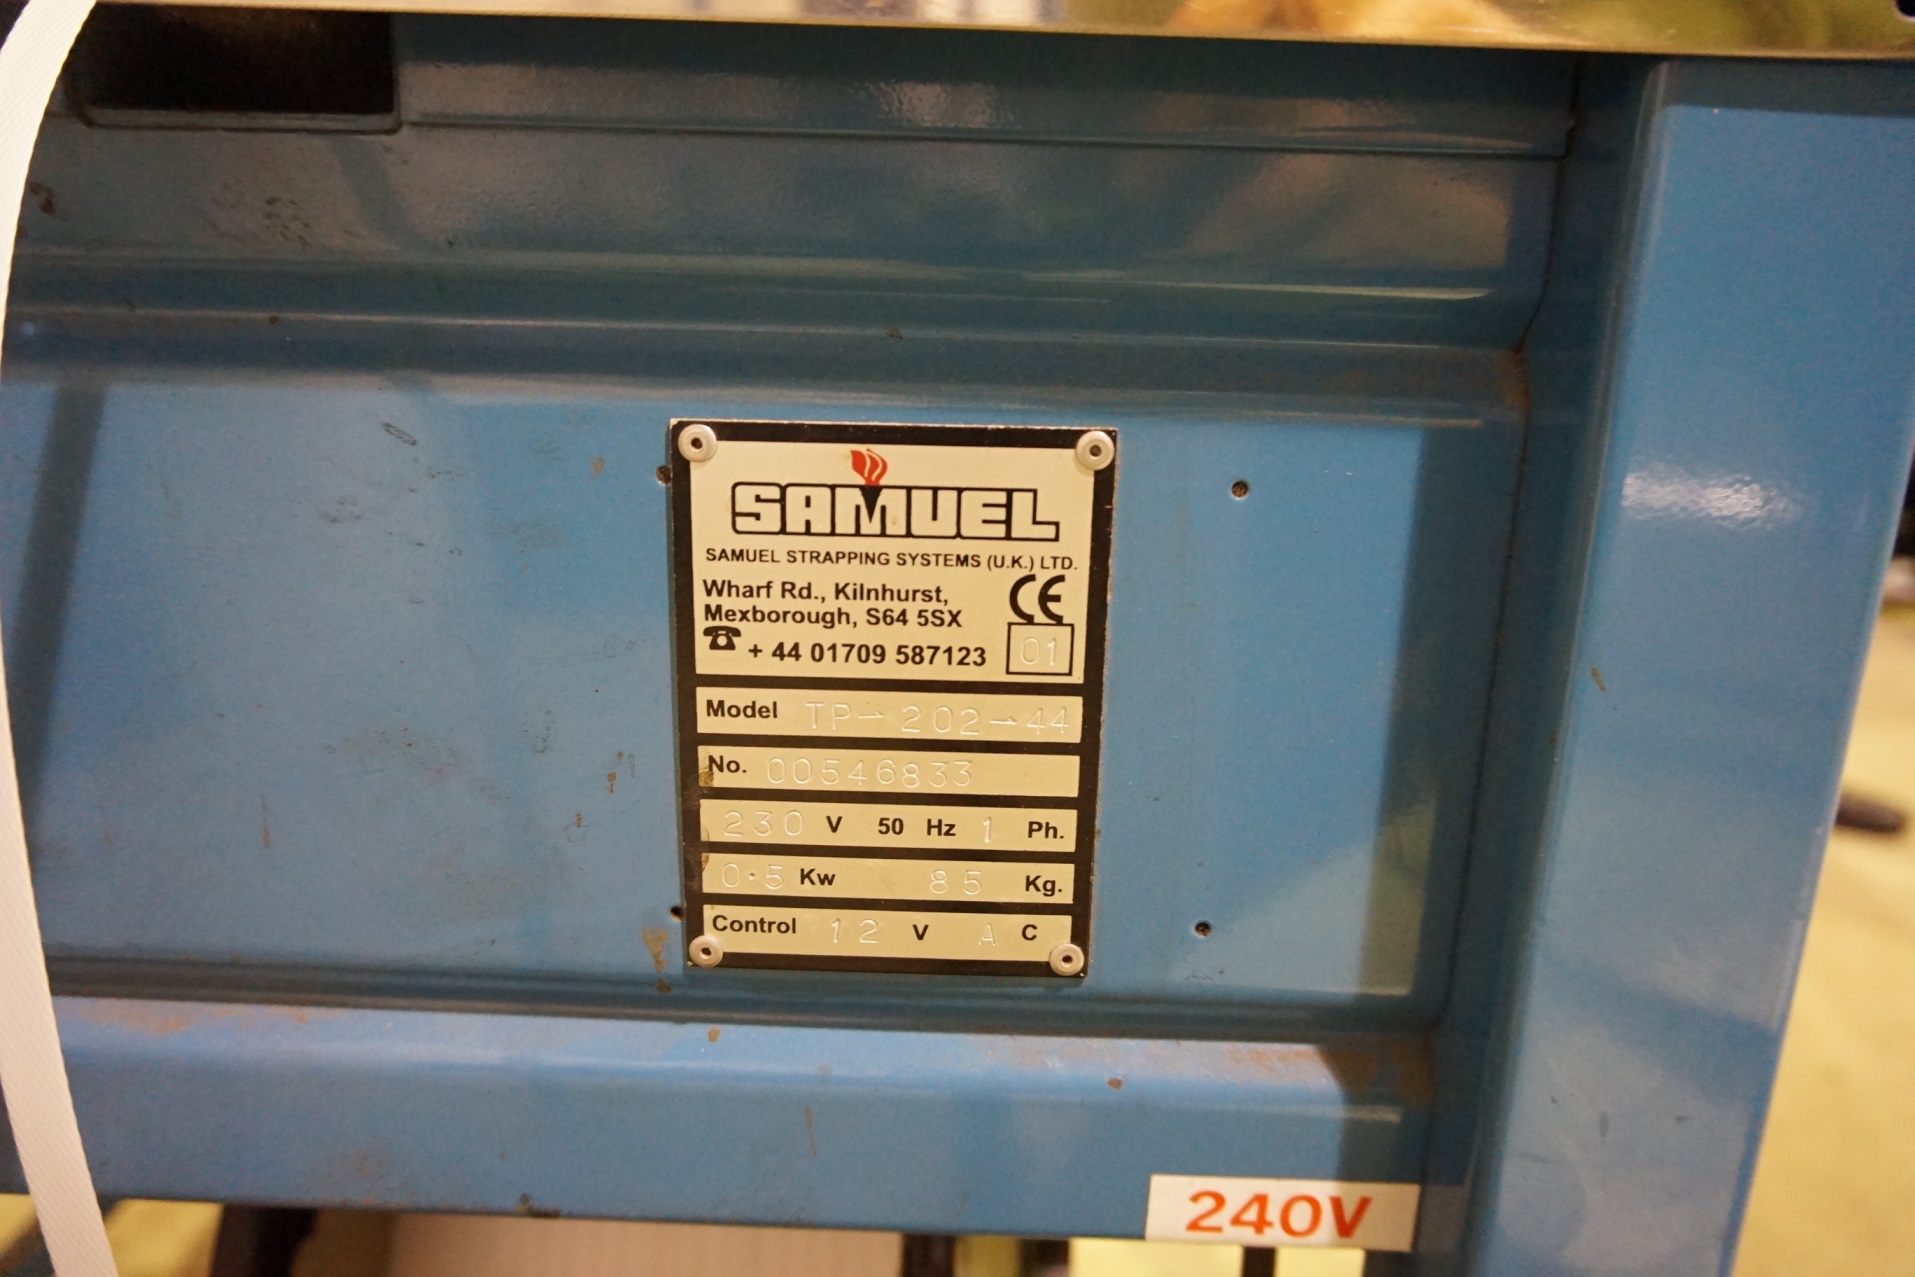 SAMUEL
SAMUEL STRAPPING SYSTEMS (U.K.) LTD.
Wharf Rd., Kilnhurst,
Mexborough, S64 5SX
CE
☎ + 44 01709 587123
01
Model TP-202-44
No. 00546833
230 V 50 Hz 1 Ph.
0.5 Kw 85 Kg.
Control 12 V A C
240V